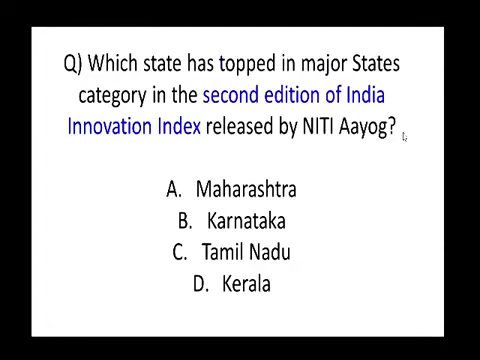 Q) Which state has topped in major States
category in the second edition of India
Innovation Index released by NITI Aayog?
A. Maharashtra
B. Karnataka
C. Tamil Nadu
D. Kerala